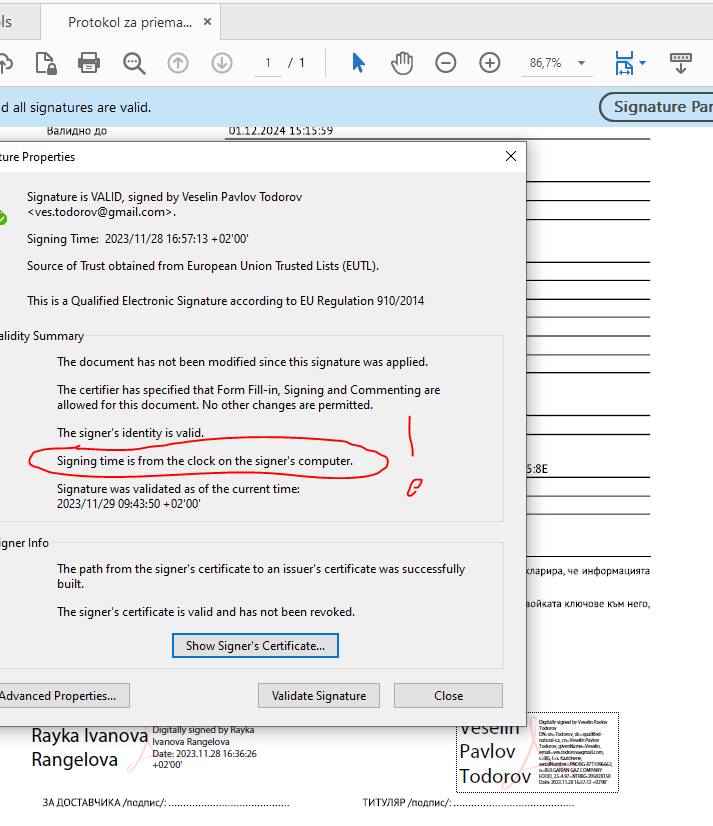 ols
Protokol za priema... ×
1 / 1
86,7%
d all signatures are valid.
Signature Pan
Валидно до 01.12.2024 15:15:59
ture Properties
Signature is VALID, signed by Veselin Pavlov Todorov
<ves.todorov@gmail.com>.
Signing Time: 2023/11/28 16:57:13 +02'00'
Source of Trust obtained from European Union Trusted Lists (EUTL).
This is a Qualified Electronic Signature according to EU Regulation 910/2014
alidity Summary
The document has not been modified since this signature was applied.
The certifier has specified that Form Fill-in, Signing and Commenting are
allowed for this document. No other changes are permitted.
The signer's identity is valid.
Signing time is from the clock on the signer's computer.
Signature was validated as of the current time:
2023/11/29 09:43:50 +02'00'
5:8E
igner Info
The path from the signer's certificate to an issuer's certificate was successfully
built.
The signer's certificate is valid and has not been revoked.
кларира, че информацията
войката ключове към него,
Show Signer's Certificate...
Advanced Properties...
Validate Signature
Close
Rayka Ivanova
Rangelova
Digitally signed by Rayka
Ivanova Rangelova
Date: 2023.11.28 16:36:26
+02'00'
Veselin
Pavlov
Todorov
Digitally signed by Veselin Pavlov
Todorov
Date: 2023.11.28 16:57:13 +02'00'
ЗА ДОСТАВЧИКА /подпис/: ........................................
ТИТУЛЯР /подпис/: ........................................